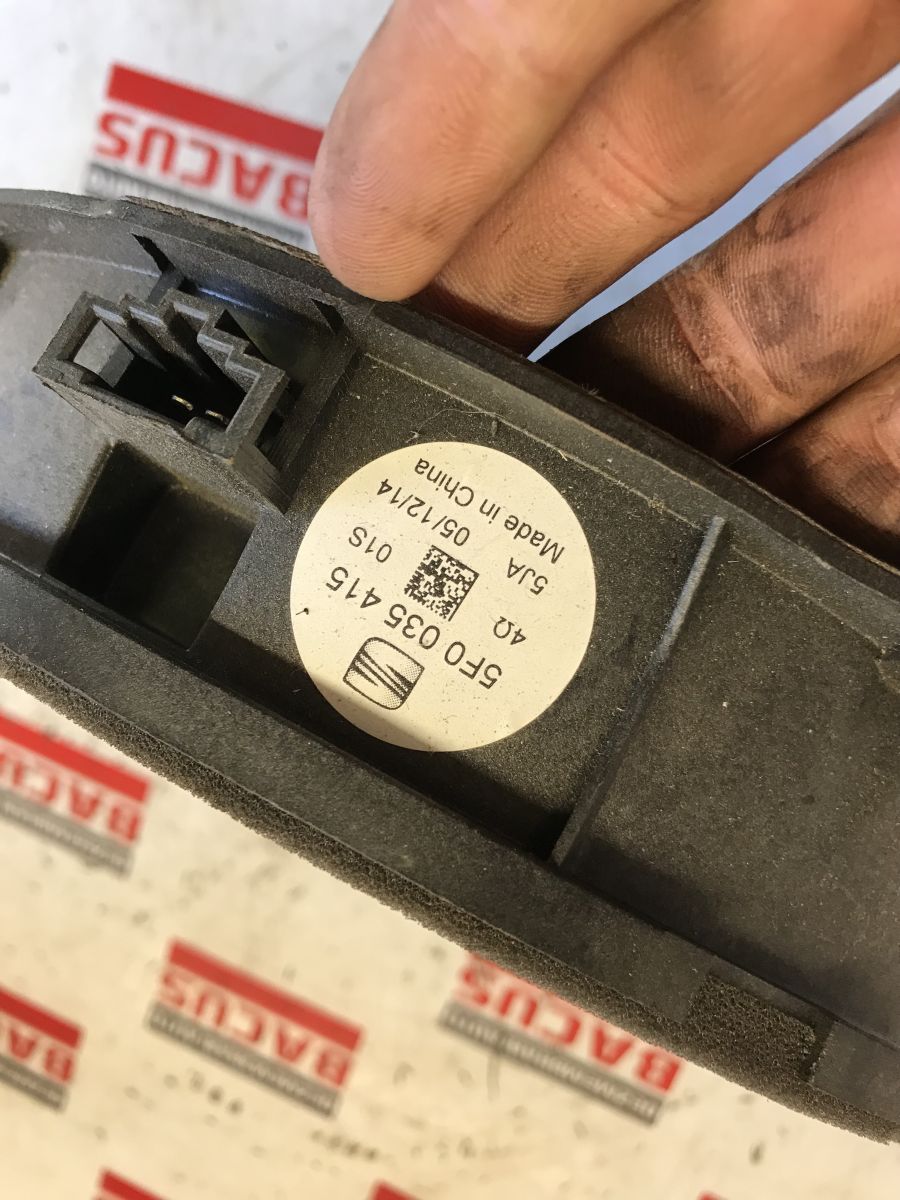 5F0 035 415
4Ω
01S
5JA
05/12/14
Made in China
BACUS
BACUS
BACUS
BACUS
BACUS